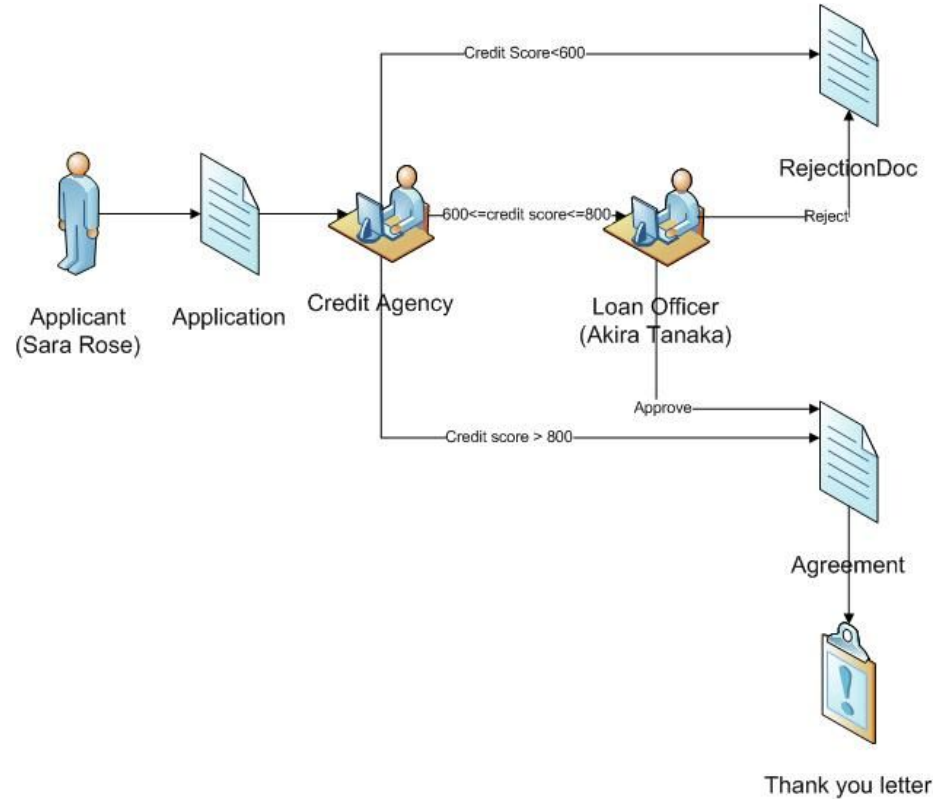 Credit Score<600
RejectionDoc
600<=credit score<=800
Reject
Applicant
(Sara Rose)
Application
Credit Agency
Loan Officer
(Akira Tanaka)
Approve
Credit score > 800
Agreement
!
Thank you letter